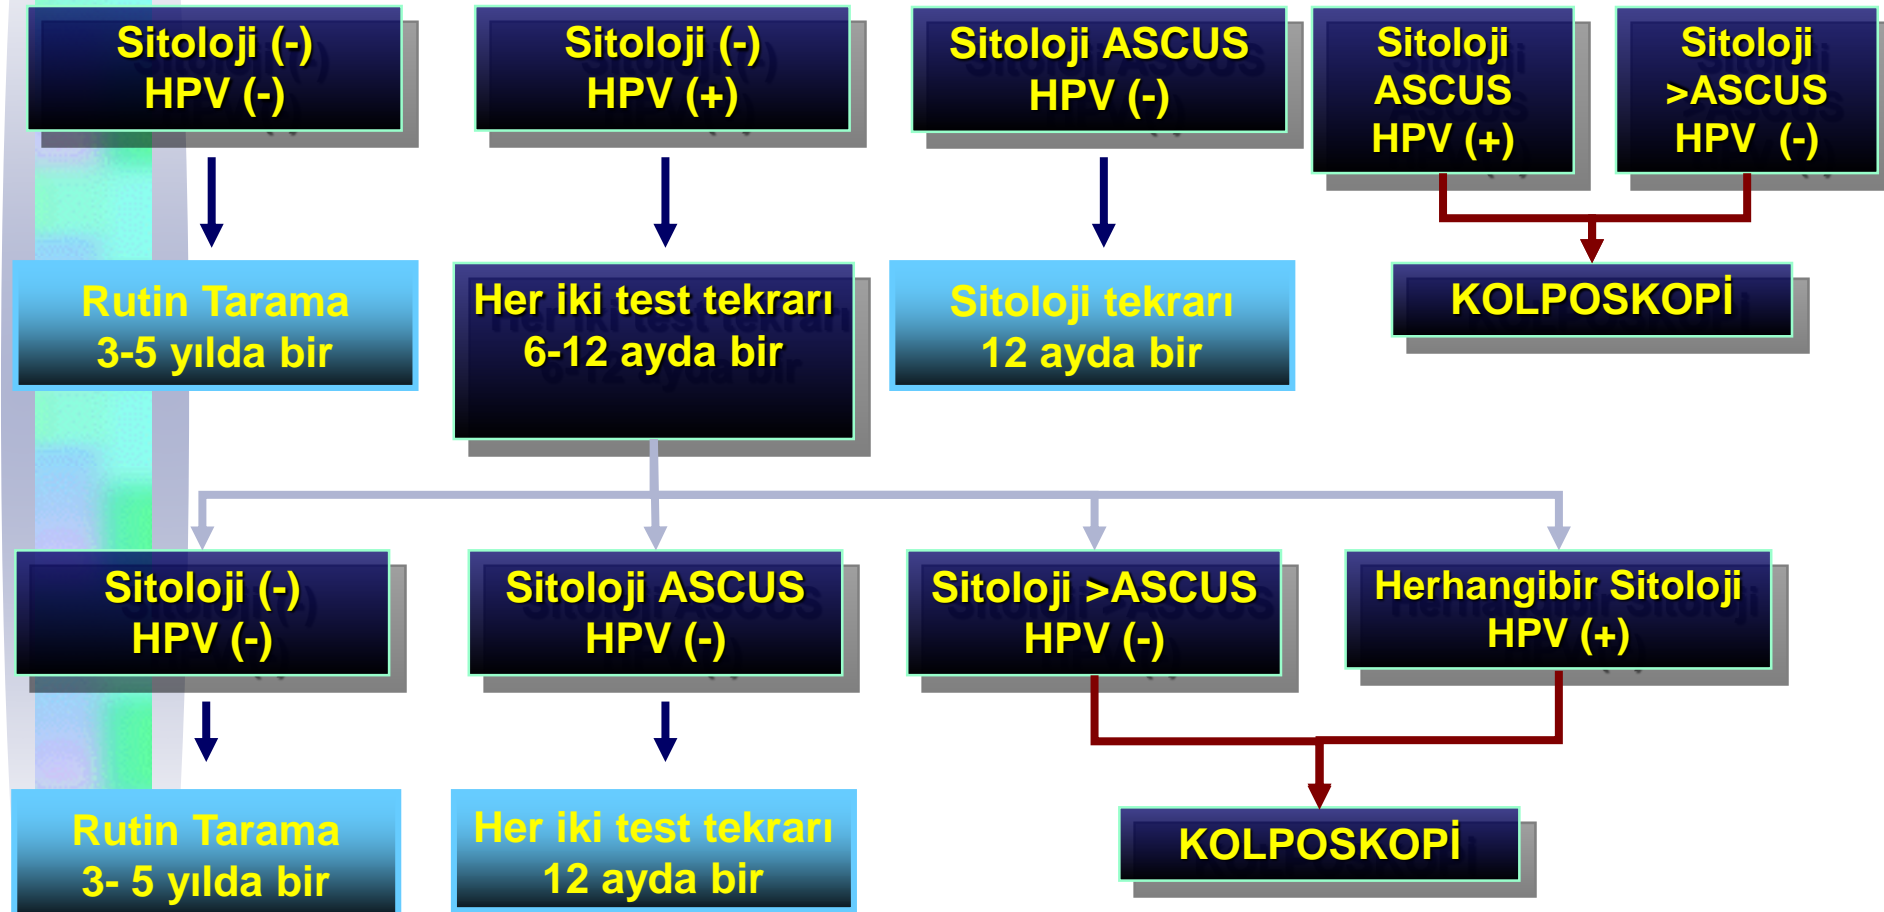 Sitoloji (-)
HPV (-)
Sitoloji (-)
HPV (+)
Sitoloji ASCUS
HPV (-)
Sitoloji
ASCUS
HPV (+)
Sitoloji
>ASCUS
HPV (-)
Rutin Tarama
3-5 yılda bir
Her iki test tekrarı
6-12 ayda bir
Sitoloji tekrarı
12 ayda bir
KOLPOSKOPİ
Sitoloji (-)
HPV (-)
Sitoloji ASCUS
HPV (-)
Sitoloji >ASCUS
HPV (-)
Herhangibir Sitoloji
HPV (+)
Rutin Tarama
3- 5 yılda bir
Her iki test tekrarı
12 ayda bir
KOLPOSKOPİ